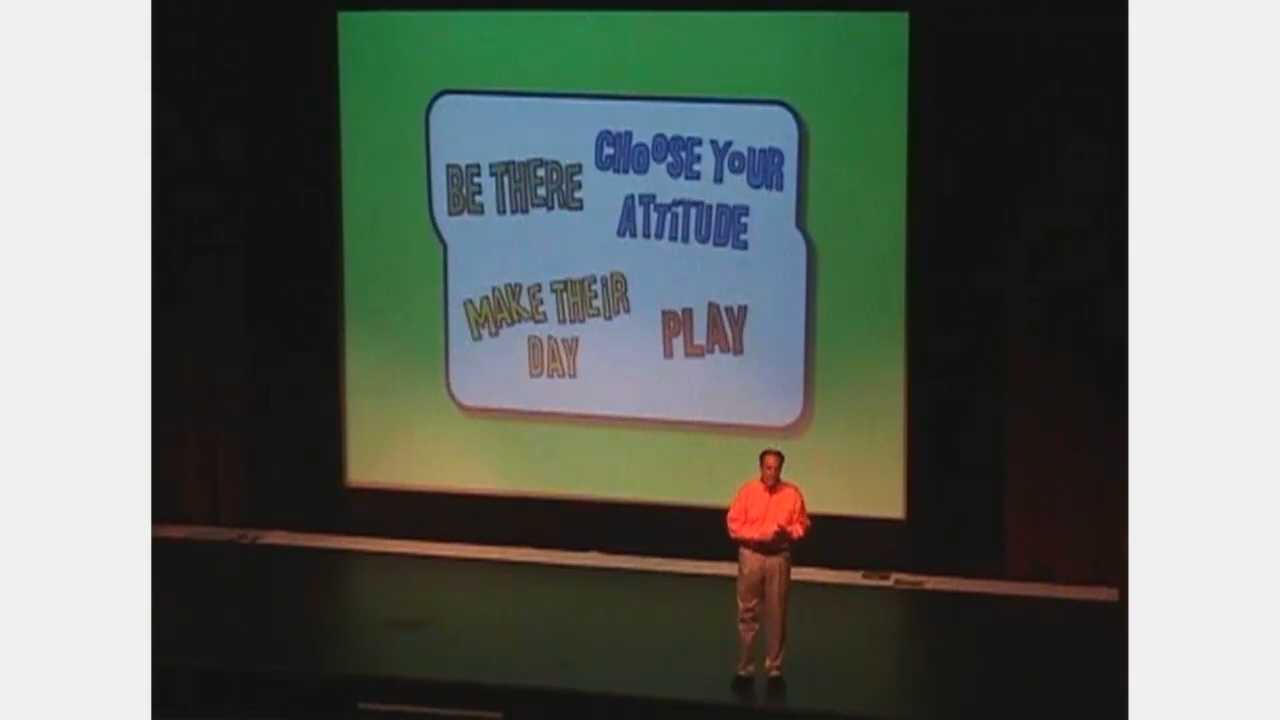 BE THERE
CHOOSE YOUR
ATTITUDE
MAKE THEIR
DAY
PLAY